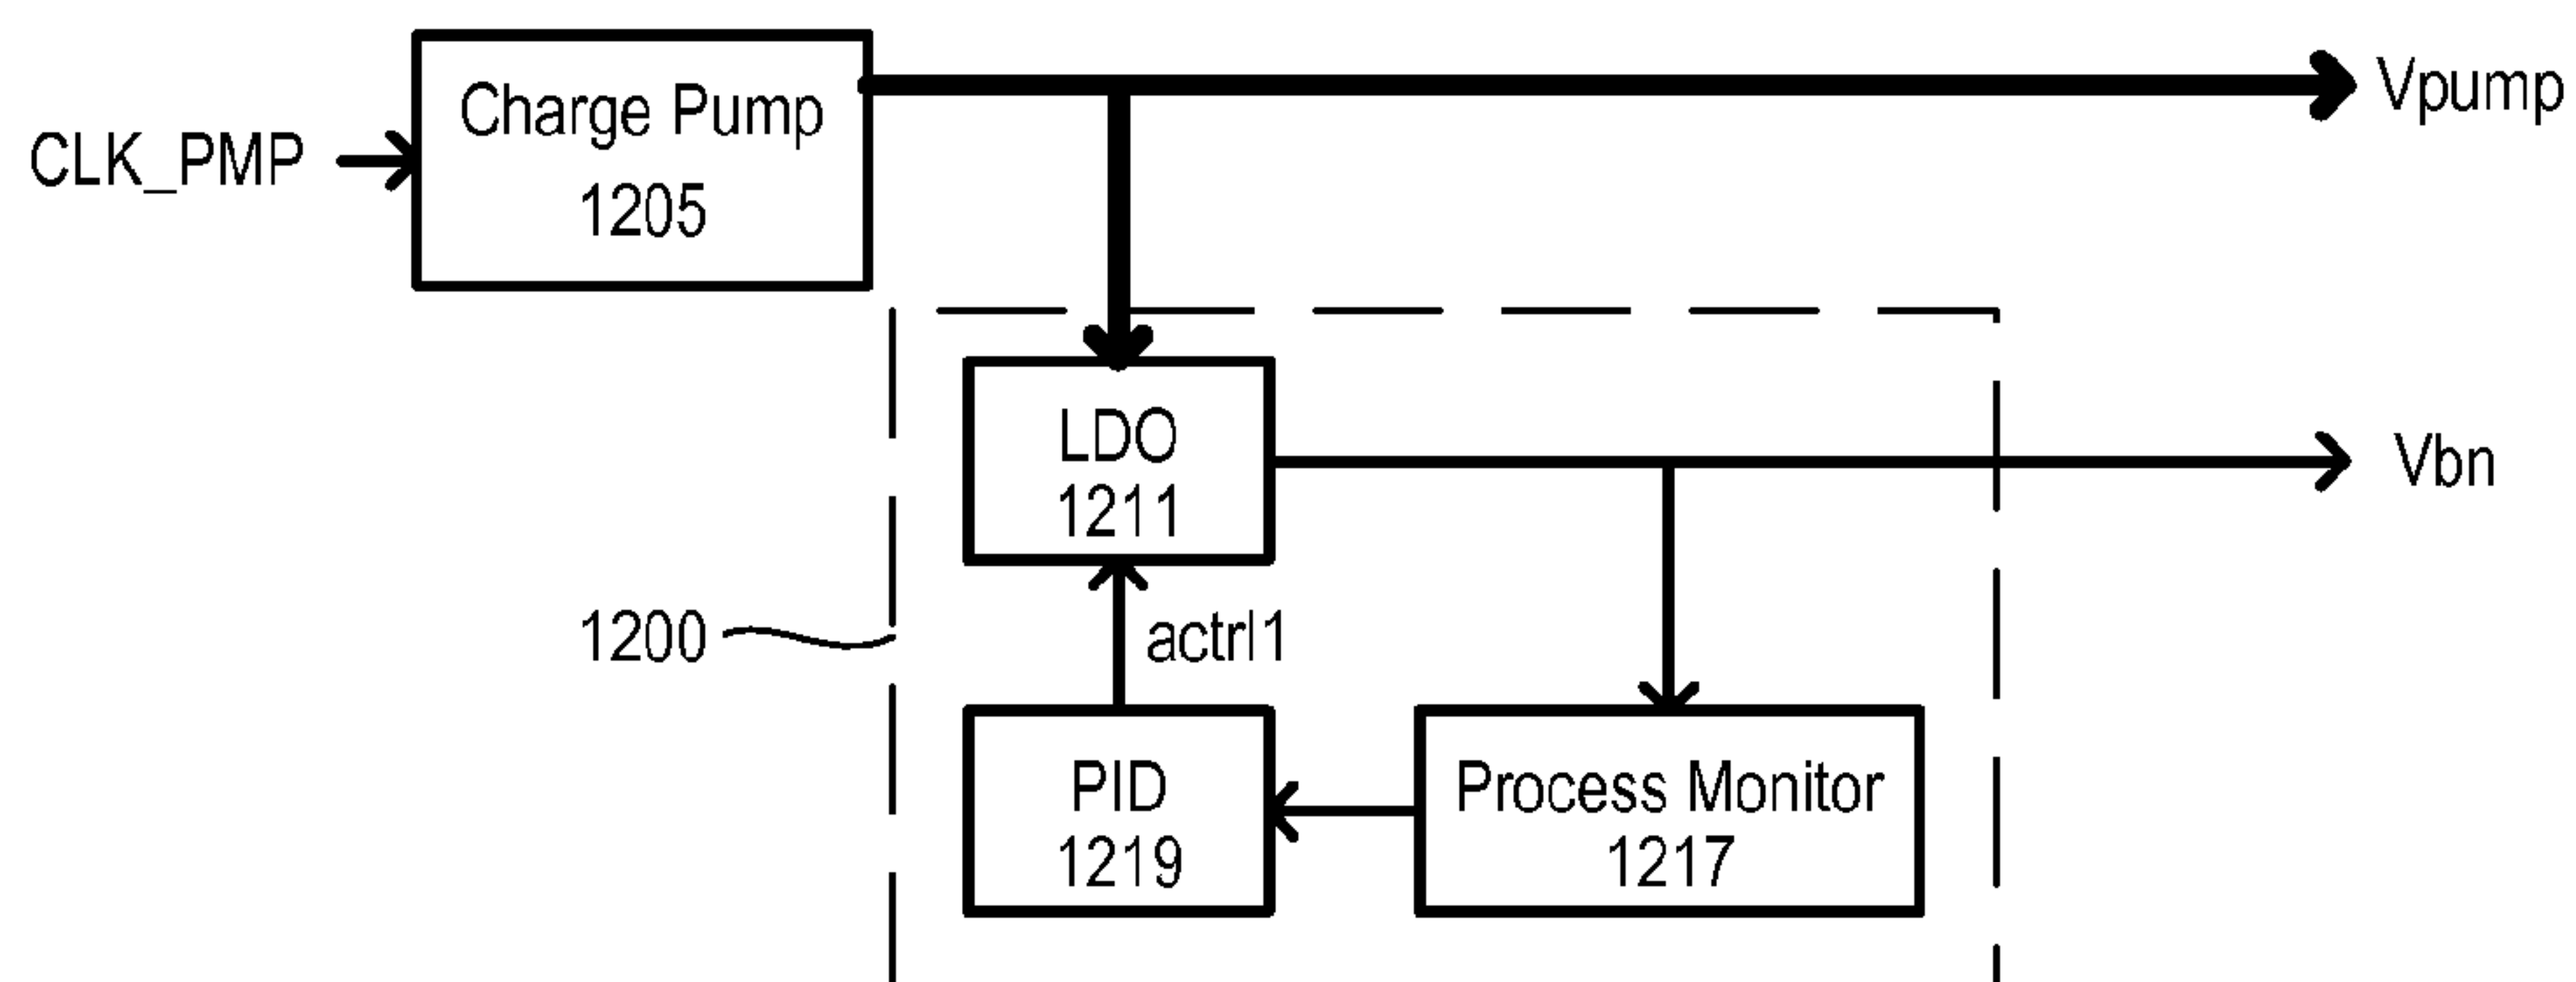 Charge Pump
1205
CLK_PMP
Vpump
LDO
1211
Vbn
1200
actrl1
PID
1219
Process Monitor
1217